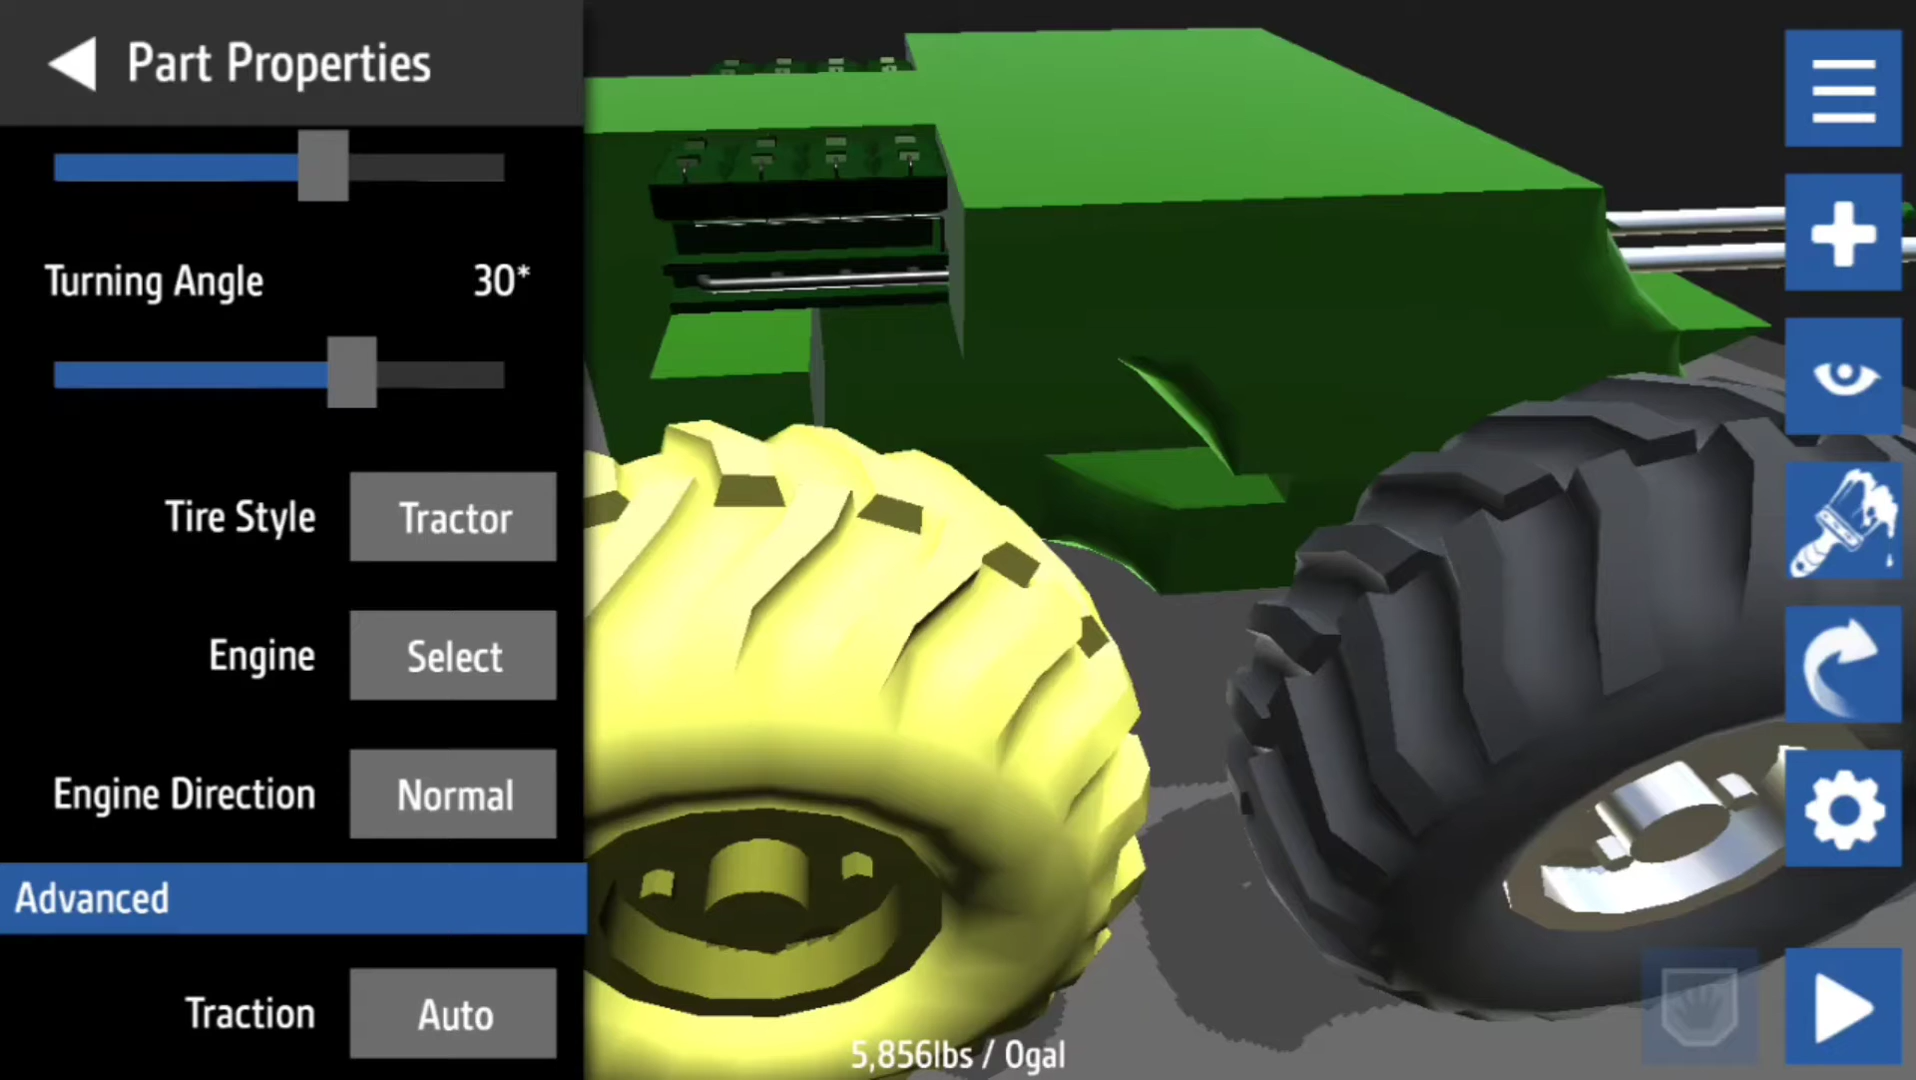 Part Properties
Turning Angle 30*
Tire Style Tractor
Engine Select
Engine Direction Normal
Advanced
Traction Auto
5,856lbs / 0gal